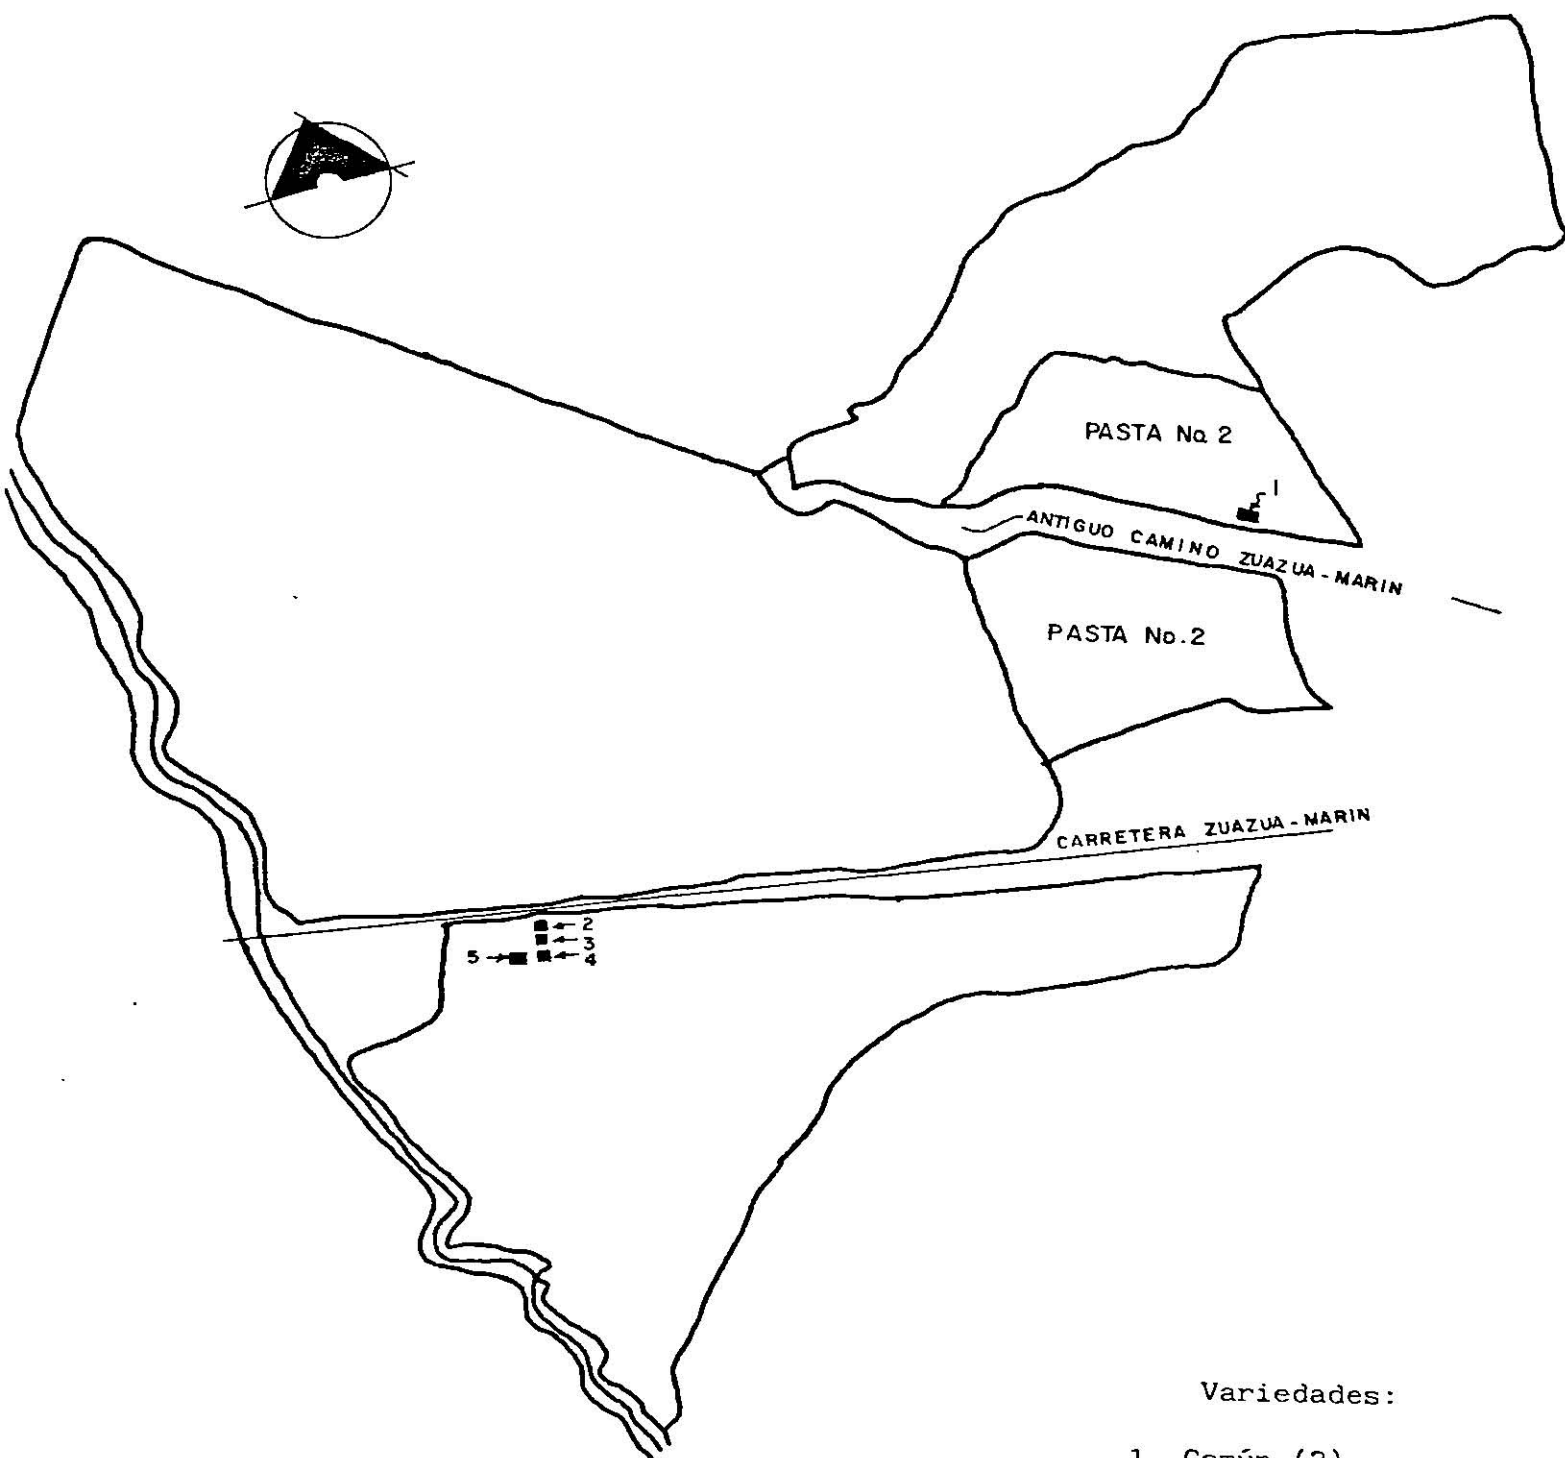 PASTA No. 2
1
ANTIGUO CAMINO ZUAZUA-MARIN
PASTA No. 2
CARRETERA ZUAZUA-MARIN
2
3
5
4
Variedades:
1. Común (2)